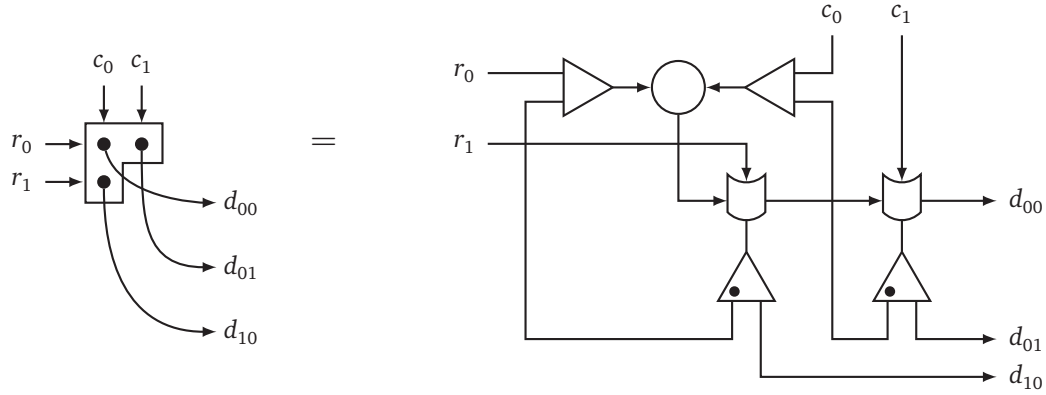 c₀ c₁
r₀
r₁
d₀₀
d₀₁
d₁₀
=
c₀ c₁
r₀
r₁
d₀₀
d₀₁
d₁₀